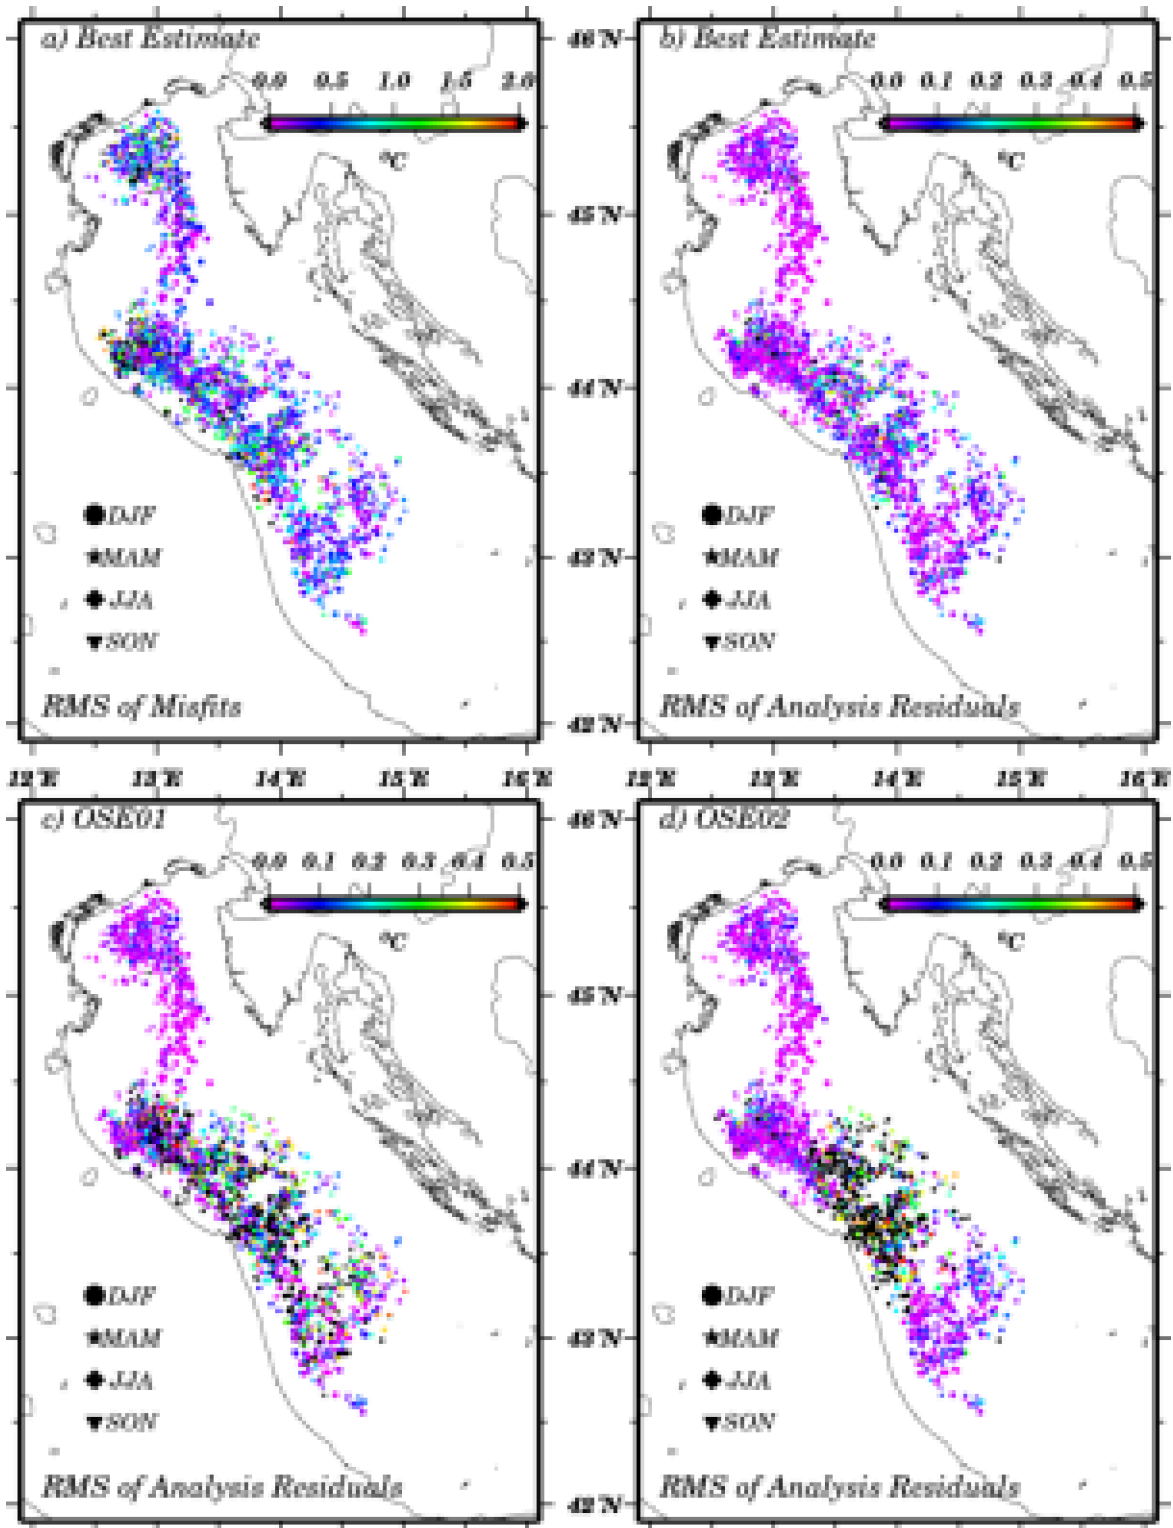 a) Best Estimate
46°N
b) Best Estimate
0.0 0.5 1.0 1.5 2.0
0.0 0.1 0.2 0.3 0.4 0.5
°C
°C
45°N
44°N
DJF
DJF
43°N
MAM
MAM
JJA
JJA
SON
SON
RMS of Misfits
RMS of Analysis Residuals
42°N
12°E 13°E 14°E 15°E 16°E
12°E 13°E 14°E 15°E 16°E
c) OSE01
46°N
d) OSE02
0.0 0.1 0.2 0.3 0.4 0.5
0.0 0.1 0.2 0.3 0.4 0.5
°C
°C
45°N
44°N
DJF
DJF
43°N
MAM
MAM
JJA
JJA
SON
SON
RMS of Analysis Residuals
RMS of Analysis Residuals
42°N